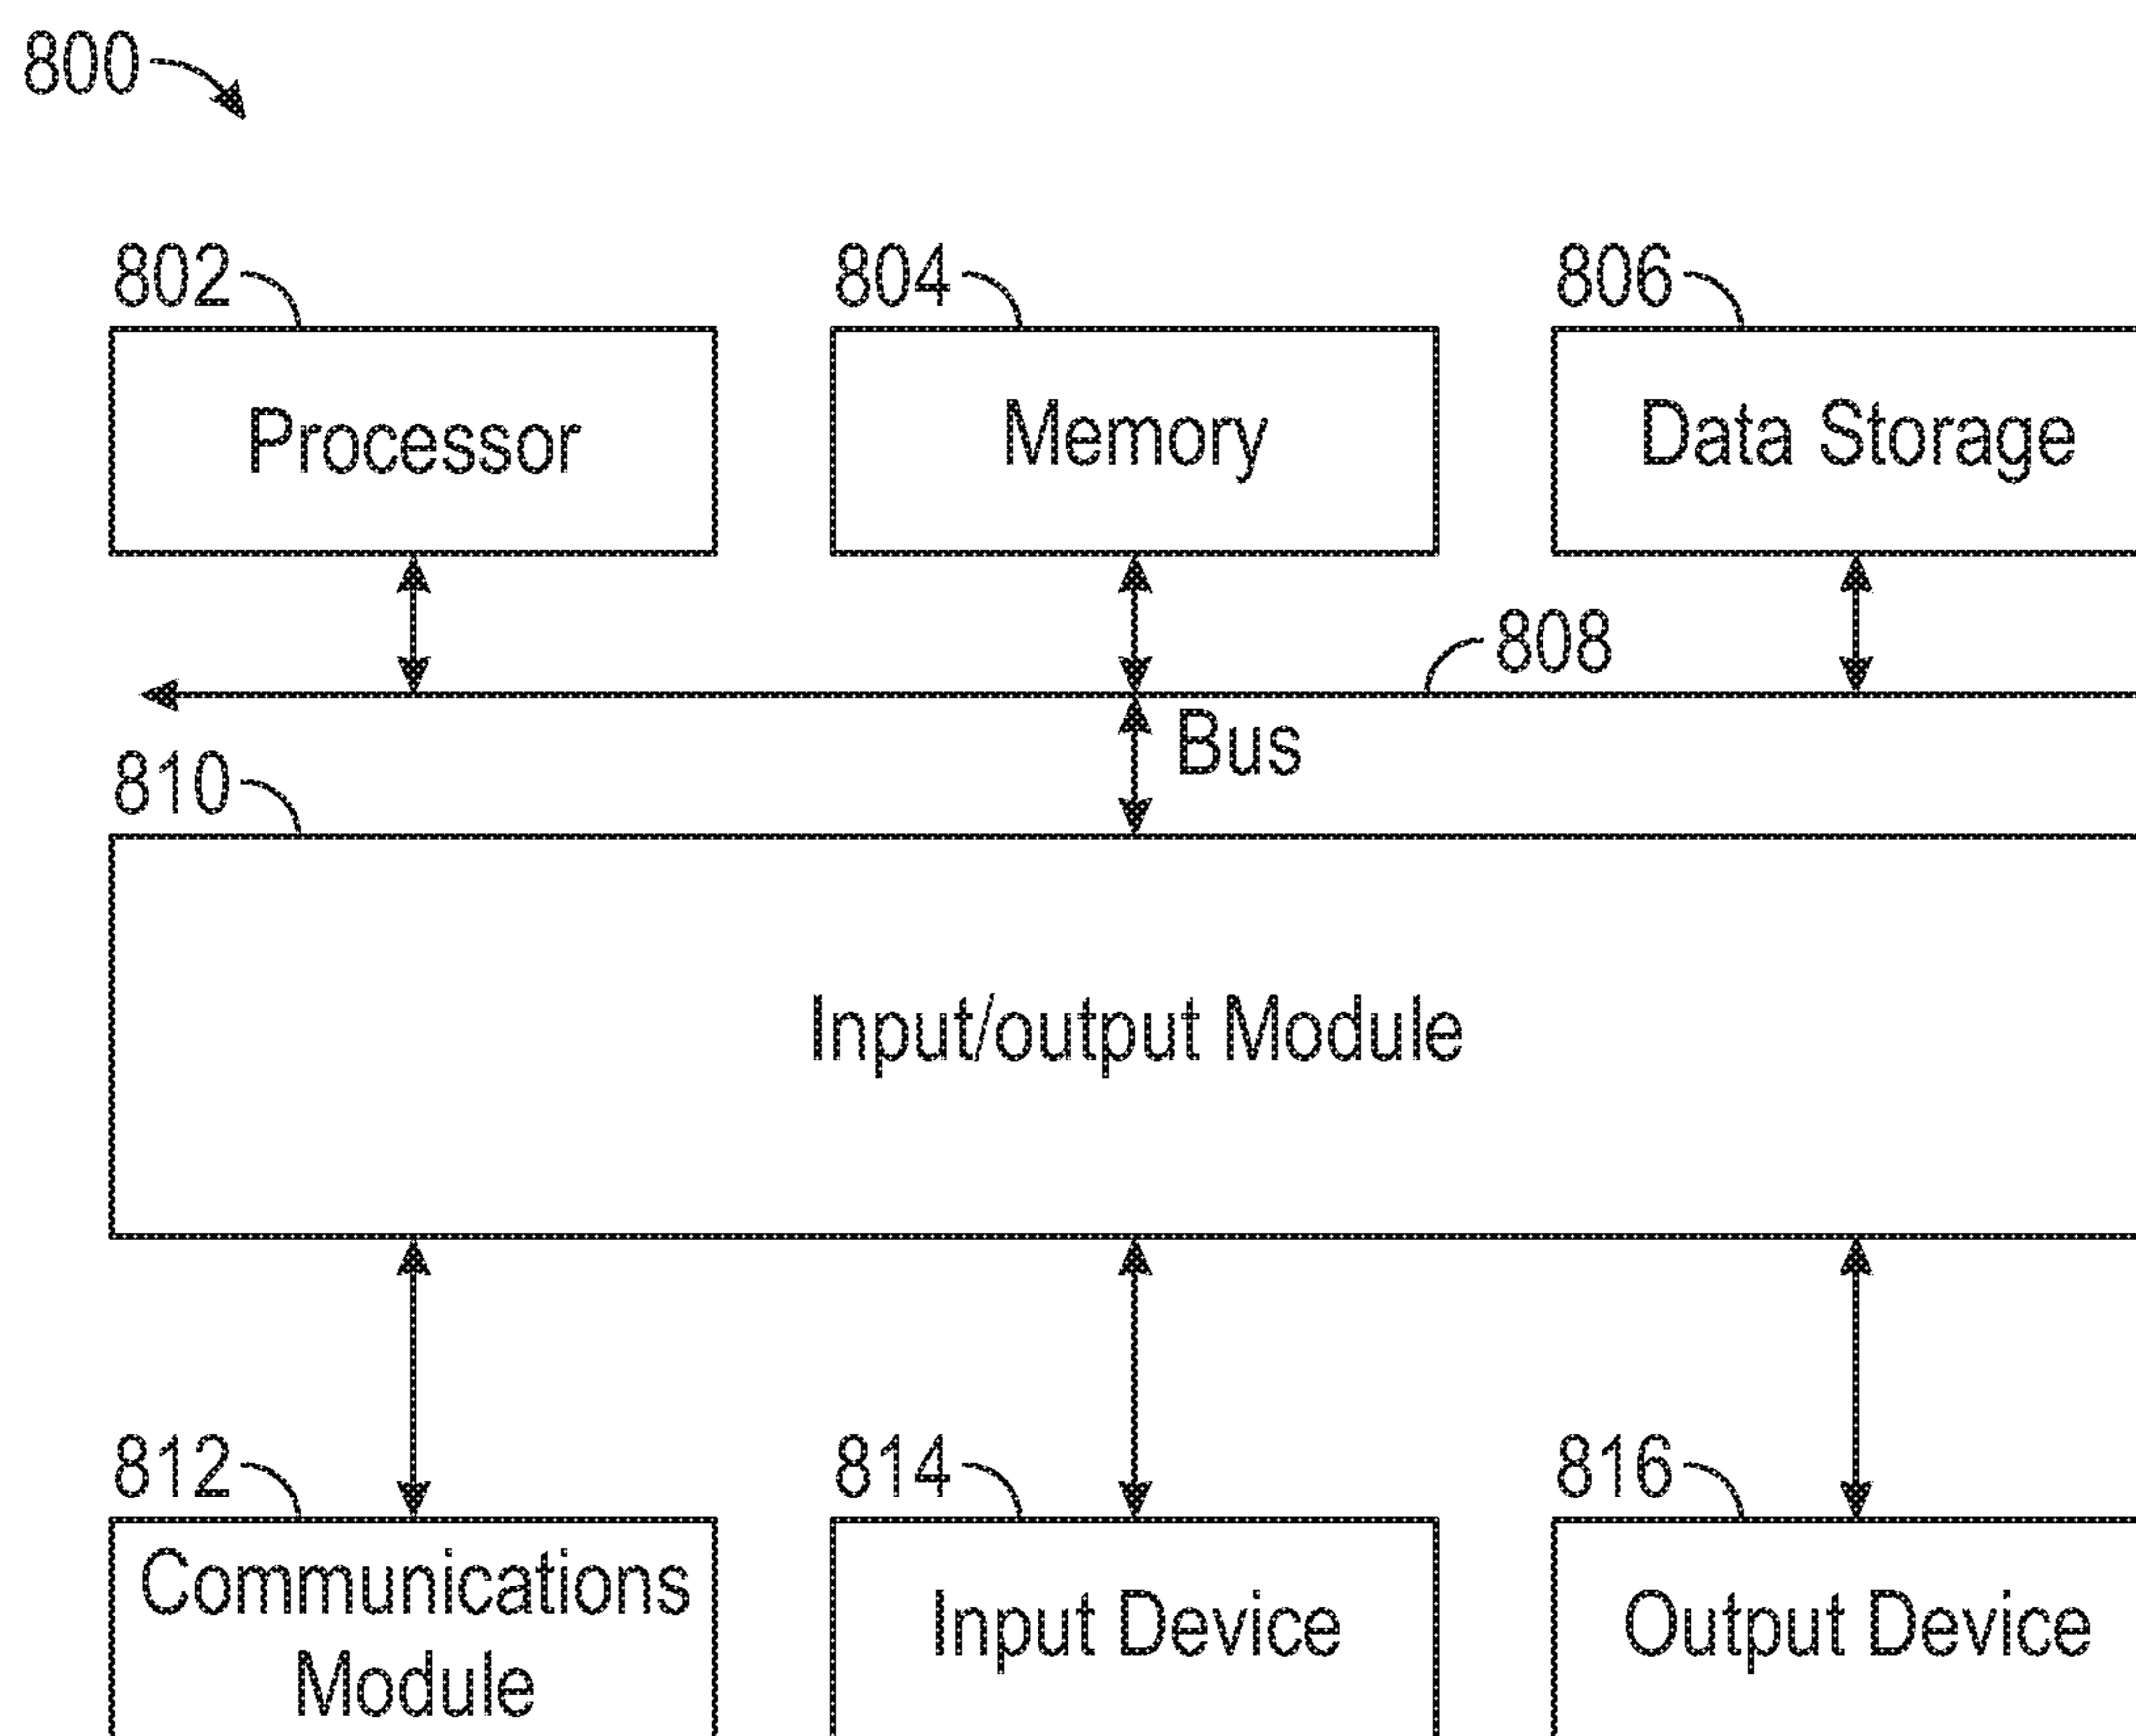 800
802
804
806
Processor
Memory
Data Storage
808
Bus
810
Input/output Module
812
814
816
Communications
Module
Input Device
Output Device